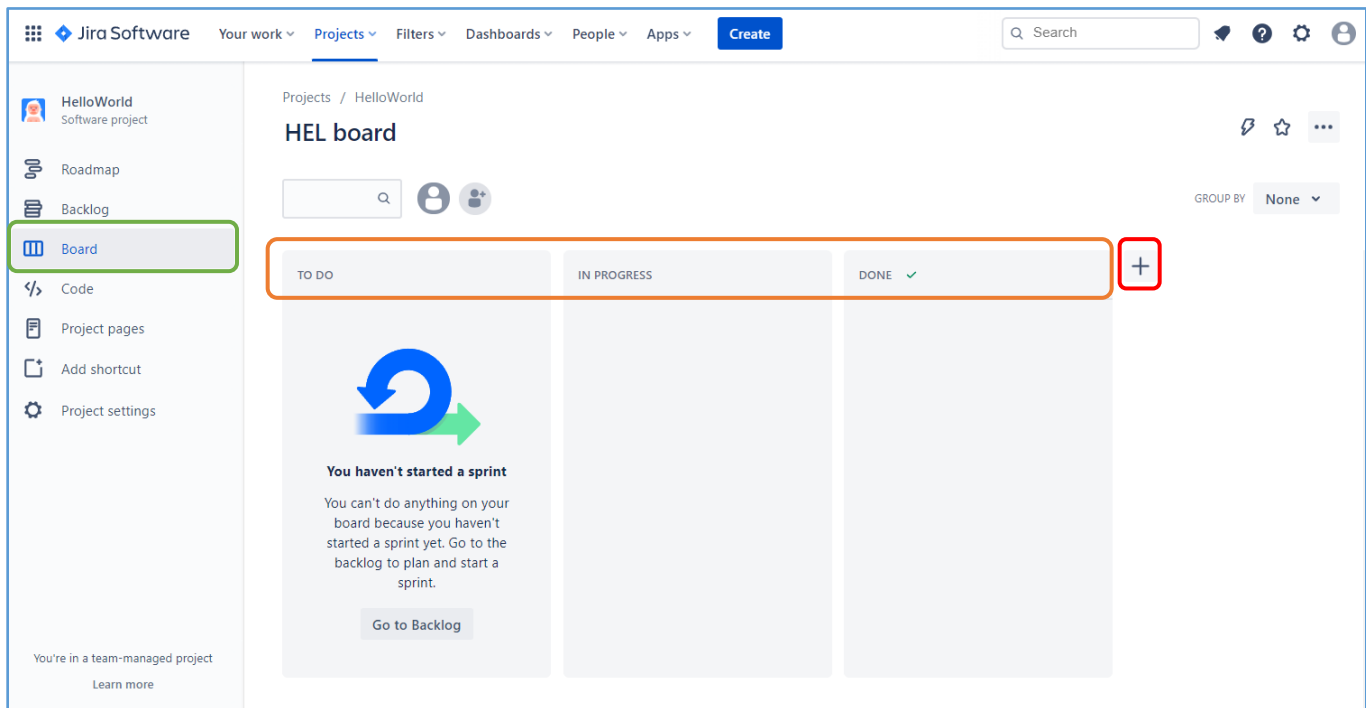 Jira Software Your work Projects Filters Dashboards People Apps Create Search
HelloWorld
Software project
Roadmap
Backlog
Board
Code
Project pages
Add shortcut
Project settings
You're in a team-managed project
Learn more
Projects / HelloWorld
HEL board
GROUP BY None
TO DO IN PROGRESS DONE
You haven't started a sprint
You can't do anything on your
board because you haven't
started a sprint yet. Go to the
backlog to plan and start a
sprint.
Go to Backlog